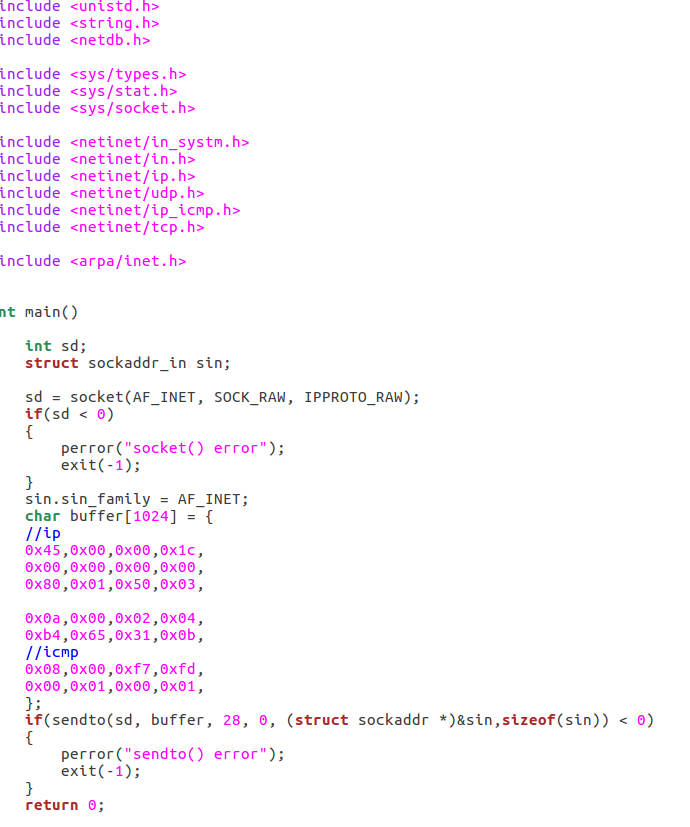 include <unistd.h>
include <string.h>
include <netdb.h>
include <sys/types.h>
include <sys/stat.h>
include <sys/socket.h>
include <netinet/in_systm.h>
include <netinet/in.h>
include <netinet/ip.h>
include <netinet/udp.h>
include <netinet/ip_icmp.h>
include <netinet/tcp.h>
include <arpa/inet.h>
nt main()
int sd;
struct sockaddr_in sin;
sd = socket(AF_INET, SOCK_RAW, IPPROTO_RAW);
if(sd < 0)
{
perror("socket() error");
exit(-1);
}
sin.sin_family = AF_INET;
char buffer[1024] = {
//ip
0x45,0x00,0x00,0x1c,
0x00,0x00,0x00,0x00,
0x80,0x01,0x50,0x03,
0x0a,0x00,0x02,0x04,
0xb4,0x65,0x31,0x0b,
//icmp
0x08,0x00,0xf7,0xfd,
0x00,0x01,0x00,0x01,
};
if(sendto(sd, buffer, 28, 0, (struct sockaddr *)&sin,sizeof(sin)) < 0)
{
perror("sendto() error");
exit(-1);
}
return 0;